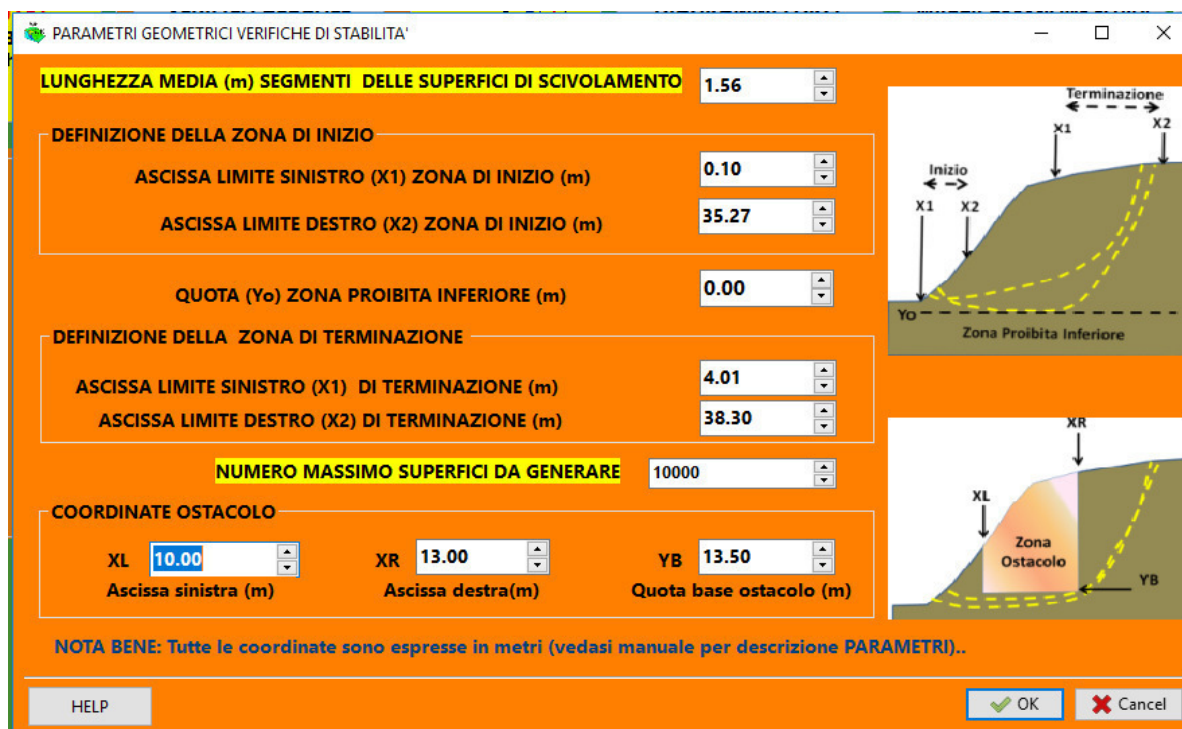 PARAMETRI GEOMETRICI VERIFICHE DI STABILITA'
LUNGHEZZA MEDIA (m) SEGMENTI DELLE SUPERFICI DI SCIVOLAMENTO 1.56
DEFINIZIONE DELLA ZONA DI INIZIO
ASCISSA LIMITE SINISTRO (X1) ZONA DI INIZIO (m) 0.10
ASCISSA LIMITE DESTRO (X2) ZONA DI INIZIO (m) 35.27
QUOTA (Yo) ZONA PROIBITA INFERIORE (m) 0.00
DEFINIZIONE DELLA ZONA DI TERMINAZIONE
ASCISSA LIMITE SINISTRO (X1) DI TERMINAZIONE (m) 4.01
ASCISSA LIMITE DESTRO (X2) DI TERMINAZIONE (m) 38.30
NUMERO MASSIMO SUPERFICI DA GENERARE 10000
COORDINATE OSTACOLO
XL 10.00 XR 13.00 YB 13.50
Ascissa sinistra (m) Ascissa destra(m) Quota base ostacolo (m)
NOTA BENE: Tutte le coordinate sono espresse in metri (vedasi manuale per descrizione PARAMETRI)..
HELP OK Cancel
Terminazione
X1 X2
Inizio
X1 X2
Yo
Zona Proibita Inferiore
XR
XL
Zona
Ostacolo
YB